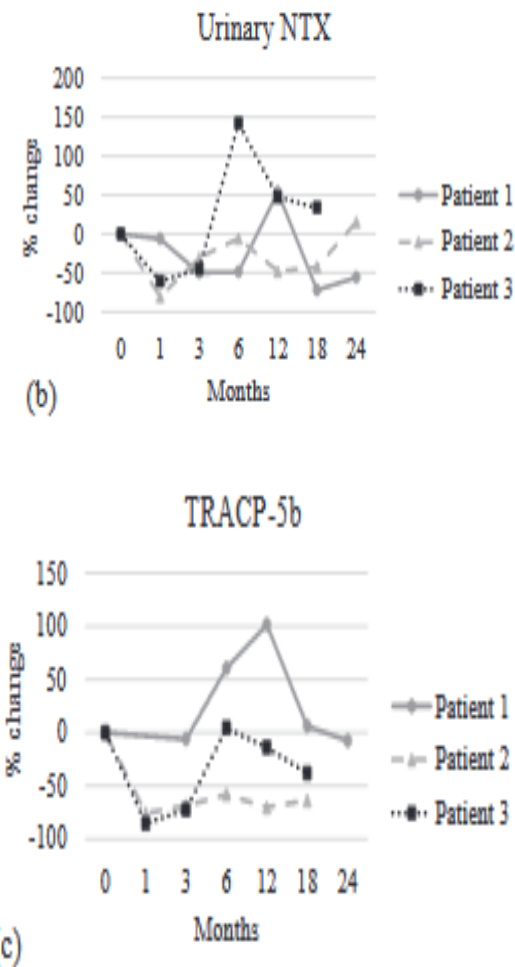 Urinary NTX
200
150
100
50
0
-50
-100
% change
0 1 3 6 12 18 24
Months
Patient 1
Patient 2
Patient 3
(b)
TRACP-5b
150
100
50
0
-50
-100
% change
0 1 3 6 12 18 24
Months
Patient 1
Patient 2
Patient 3
c)